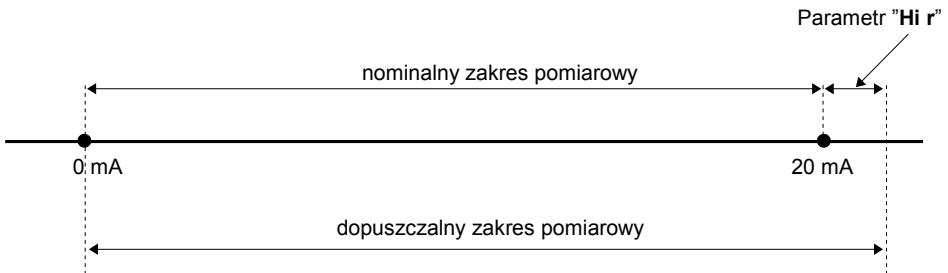 Parametr ”Hi r”
nominalny zakres pomiarowy
0 mA
20 mA
dopuszczalny zakres pomiarowy